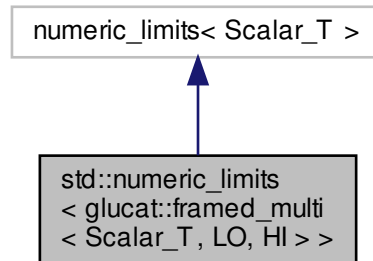 numeric_limits< Scalar_T >
std::numeric_limits
< glucat::framed_multi
< Scalar_T, LO, HI > >